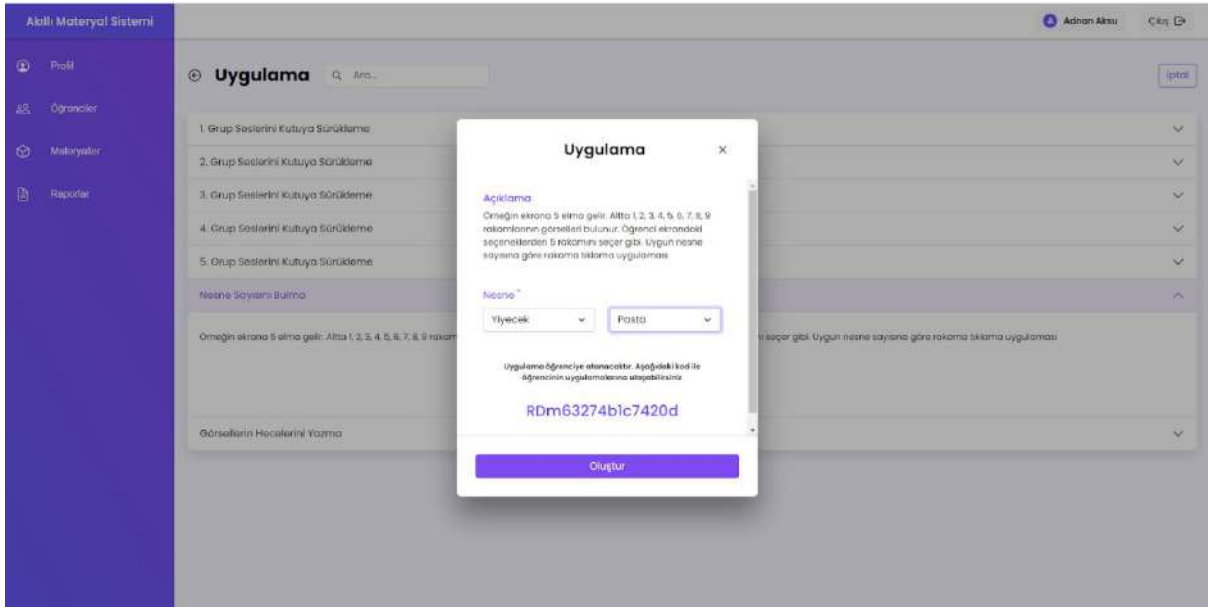 Akıllı Materyal Sistemi
Adnan Aksu
Çıkış
Profil
Öğrenciler
Materyaller
Raporlar
Uygulama
Ara...
İptal
1. Grup Seslerini Kutuya Sürükleme
2. Grup Seslerini Kutuya Sürükleme
3. Grup Seslerini Kutuya Sürükleme
4. Grup Seslerini Kutuya Sürükleme
5. Grup Seslerini Kutuya Sürükleme
Nesne Sayısını Bulma
Örneğin ekrana 5 elma gelir. Altta 1, 2, 3, 4, 5, 6, 7, 8, 9 rakam
seçer gibi. Uygun nesne sayısına göre rakama tıklama uygulaması
Görsellerin Hecelerini Yazma
Uygulama
Açıklama
Örneğin ekrana 5 elma gelir. Altta 1, 2, 3, 4, 5, 6, 7, 8, 9
rakamlarının görselleri bulunur. Öğrenci ekrandaki
seçeneklerden 5 rakamını seçer gibi. Uygun nesne
sayısına göre rakama tıklama uygulaması
Nesne *
Yiyecek
Pasta
Uygulama öğrenciye atanacaktır. Aşağıdaki kod ile
öğrencinin uygulamalarına ulaşabilirsiniz
RDm63274b1c7420d
Oluştur